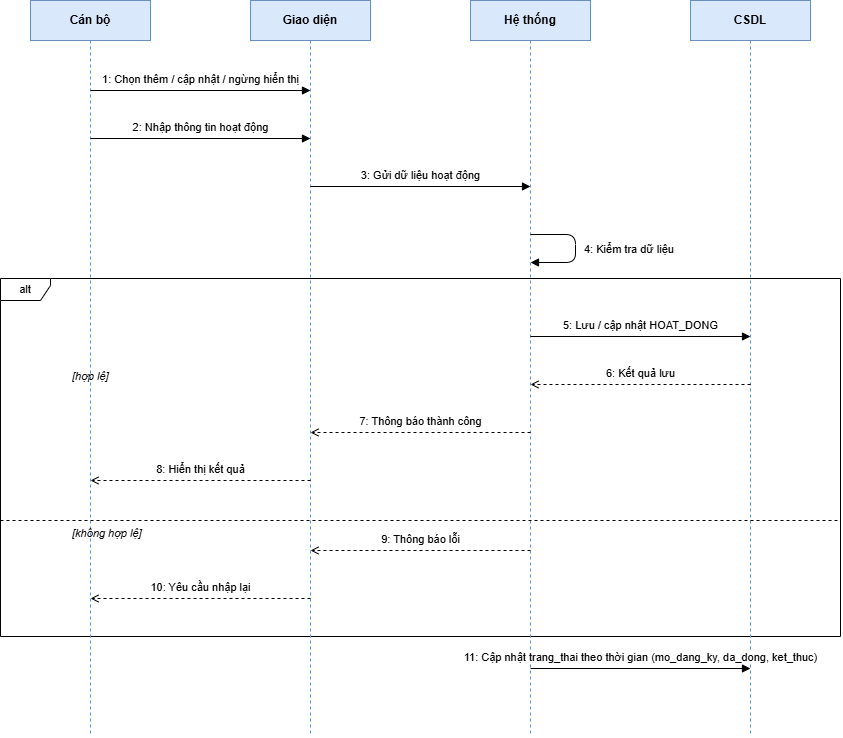 Cán bộ
Giao diện
Hệ thống
CSDL
1: Chọn thêm / cập nhật / ngừng hiển thị
2: Nhập thông tin hoạt động
3: Gửi dữ liệu hoạt động
4: Kiểm tra dữ liệu
alt
5: Lưu / cập nhật HOAT_DONG
[hợp lệ]
6: Kết quả lưu
7: Thông báo thành công
8: Hiển thị kết quả
[không hợp lệ]
9: Thông báo lỗi
10: Yêu cầu nhập lại
11: Cập nhật trang_thai theo thời gian (mo_dang_ky, da_dong, ket_thuc)